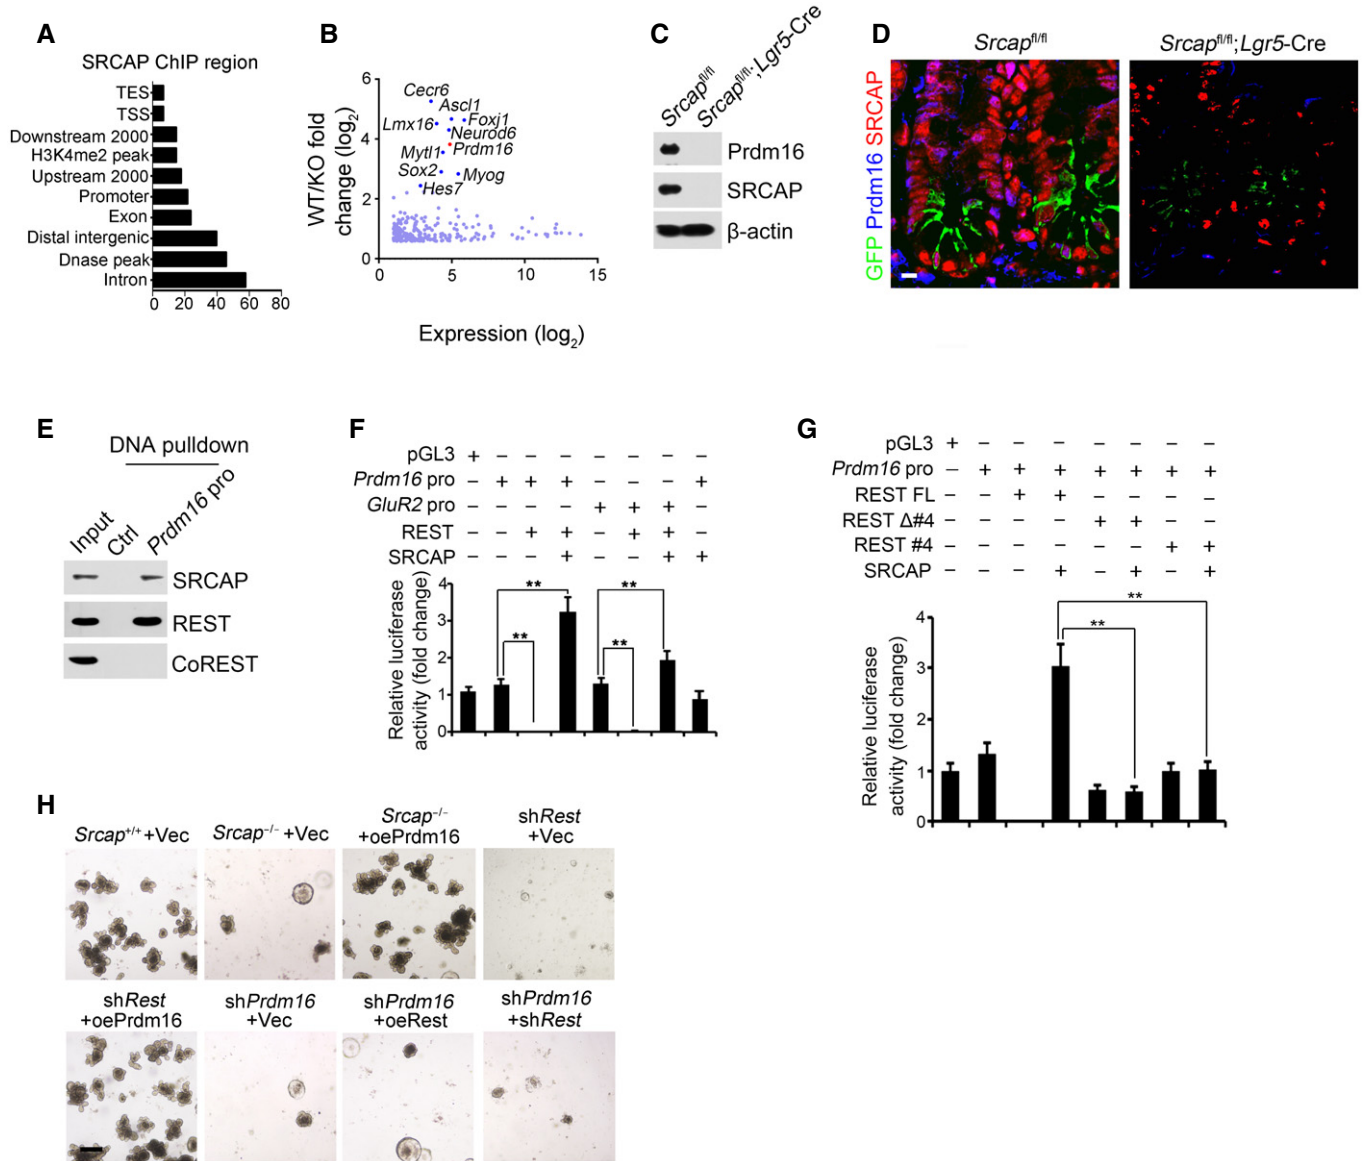 A
SRCAP ChIP region
TES
TSS
Downstream 2000
H3K4me2 peak
Upstream 2000
Promoter
Exon
Distal intergenic
Dnase peak
Intron
0 20 40 60 80
B
WT/KO fold
change (log2)
6
4
2
0
Cecr6
Ascl1
Lmx16
Foxj1
Neurod6
Mytl1
Prdm16
Sox2
Myog
Hes7
0 5 10 15
Expression (log2)
C
Srcapfl/fl
Srcapfl/fl;Lgr5-Cre
Prdm16
SRCAP
β-actin
D
Srcapfl/fl
Srcapfl/fl;Lgr5-Cre
GFP Prdm16 SRCAP
E
DNA pulldown
Input
Ctrl
Prdm16 pro
SRCAP
REST
CoREST
F
pGL3 + – – – – – – –
Prdm16 pro – + + + – – – +
GluR2 pro – – – – + + + –
REST – – + + – + + –
SRCAP – – – + – – + +
Relative luciferase
activity (fold change)
4
3
2
1
0
**
**
**
**
G
pGL3 + – – – – – – –
Prdm16 pro – + + + + + + +
REST FL – – + + – – – –
REST Δ#4 – – – – + + – –
REST #4 – – – – – – + +
SRCAP – – – + – + – +
Relative luciferase
activity (fold change)
4
3
2
1
0
**
**
H
Srcap+/+ +Vec
Srcap–/– +Vec
Srcap–/–
+oePrdm16
shRest
+Vec
shRest
+oePrdm16
shPrdm16
+Vec
shPrdm16
+oeRest
shPrdm16
+shRest